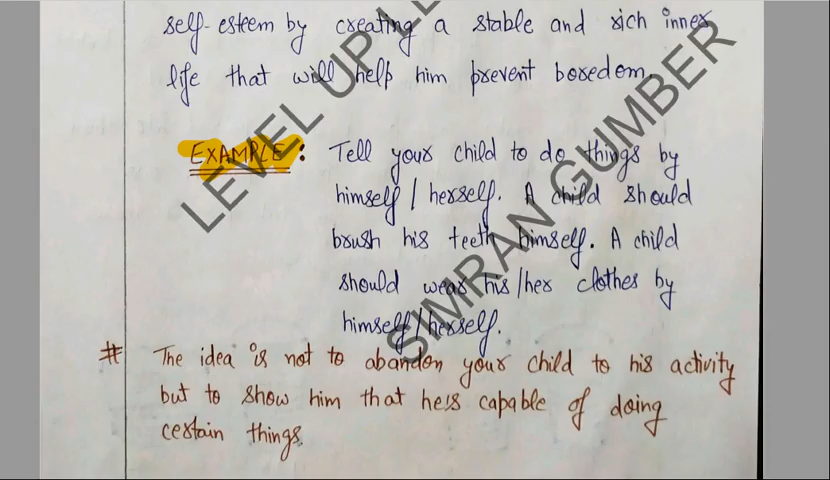 self-esteem by creating a stable and rich inner
life that will help him prevent boredom.
EXAMPLE : Tell your child to do things by
himself / herself. A child should
brush his teeth himself. A child
should wear his/her clothes by
himself/herself.
# The idea is not to abandon your child to his activity
but to show him that he is capable of doing
certain things.
LEVEL UP
SIMRAN GUMBER